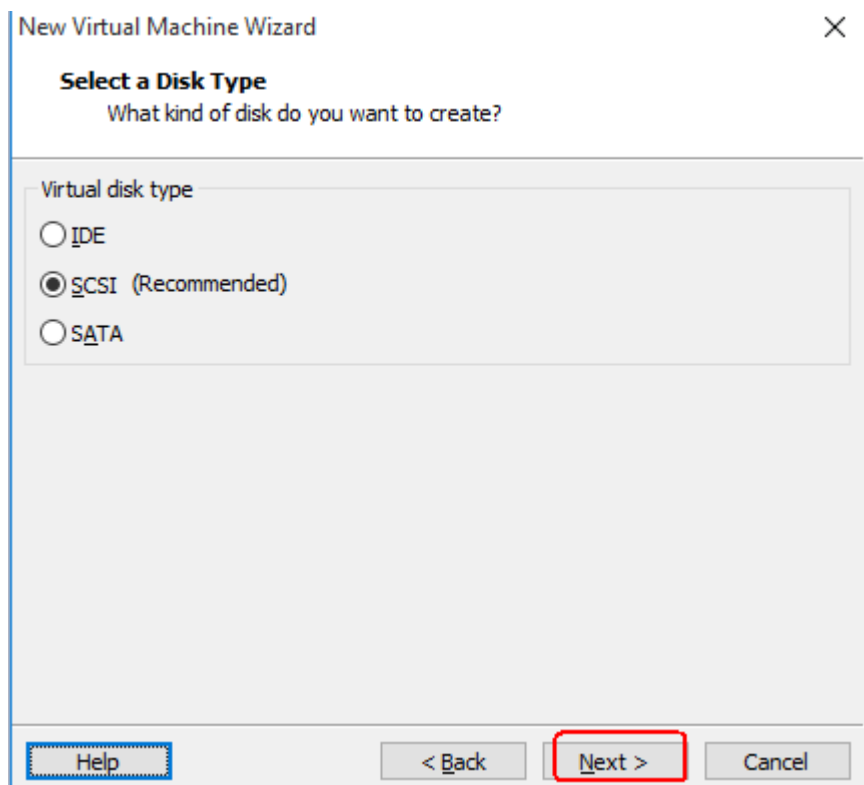 New Virtual Machine Wizard
Select a Disk Type
What kind of disk do you want to create?
Virtual disk type
IDE
SCSI (Recommended)
SATA
Help < Back Next > Cancel